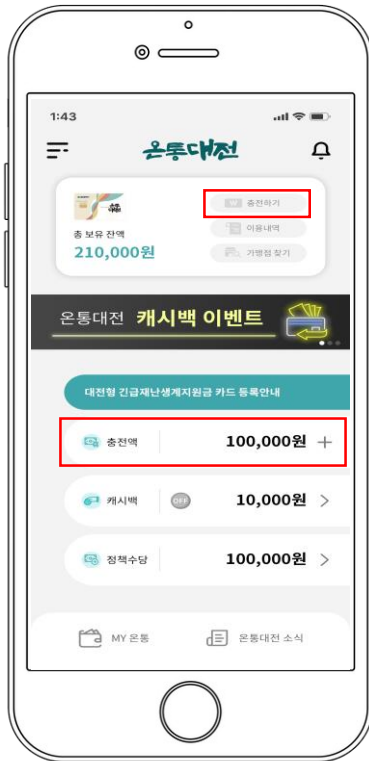 1:43
온통대전
충전하기
총 보유 잔액
이용내역
210,000원
가맹점 찾기
온통대전 캐시백 이벤트
대전형 긴급재난생계지원금 카드 등록안내
충전액 100,000원 +
캐시백 OFF 10,000원 >
정책수당 100,000원 >
MY 온통 온통대전 소식